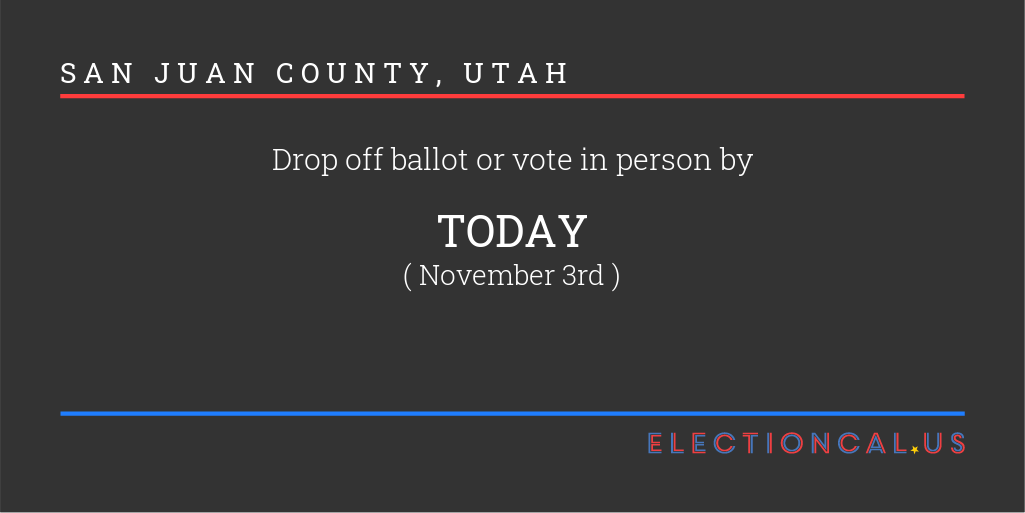 SAN JUAN COUNTY, UTAH
Drop off ballot or vote in person by
TODAY
( November 3rd )
ELECTIONCAL.US